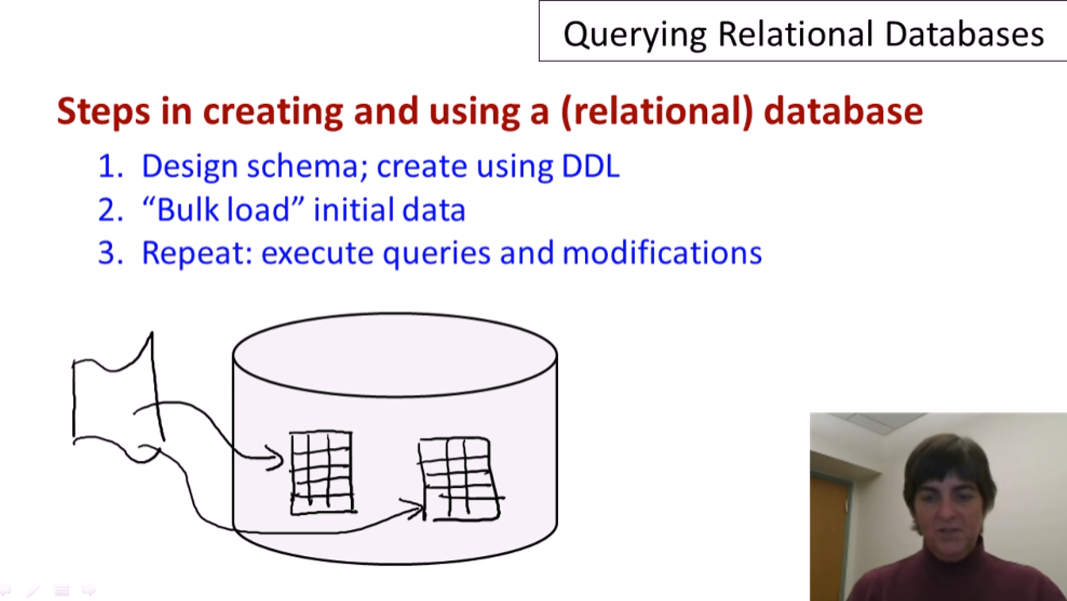 Querying Relational Databases
Steps in creating and using a (relational) database
1. Design schema; create using DDL
2. “Bulk load” initial data
3. Repeat: execute queries and modifications